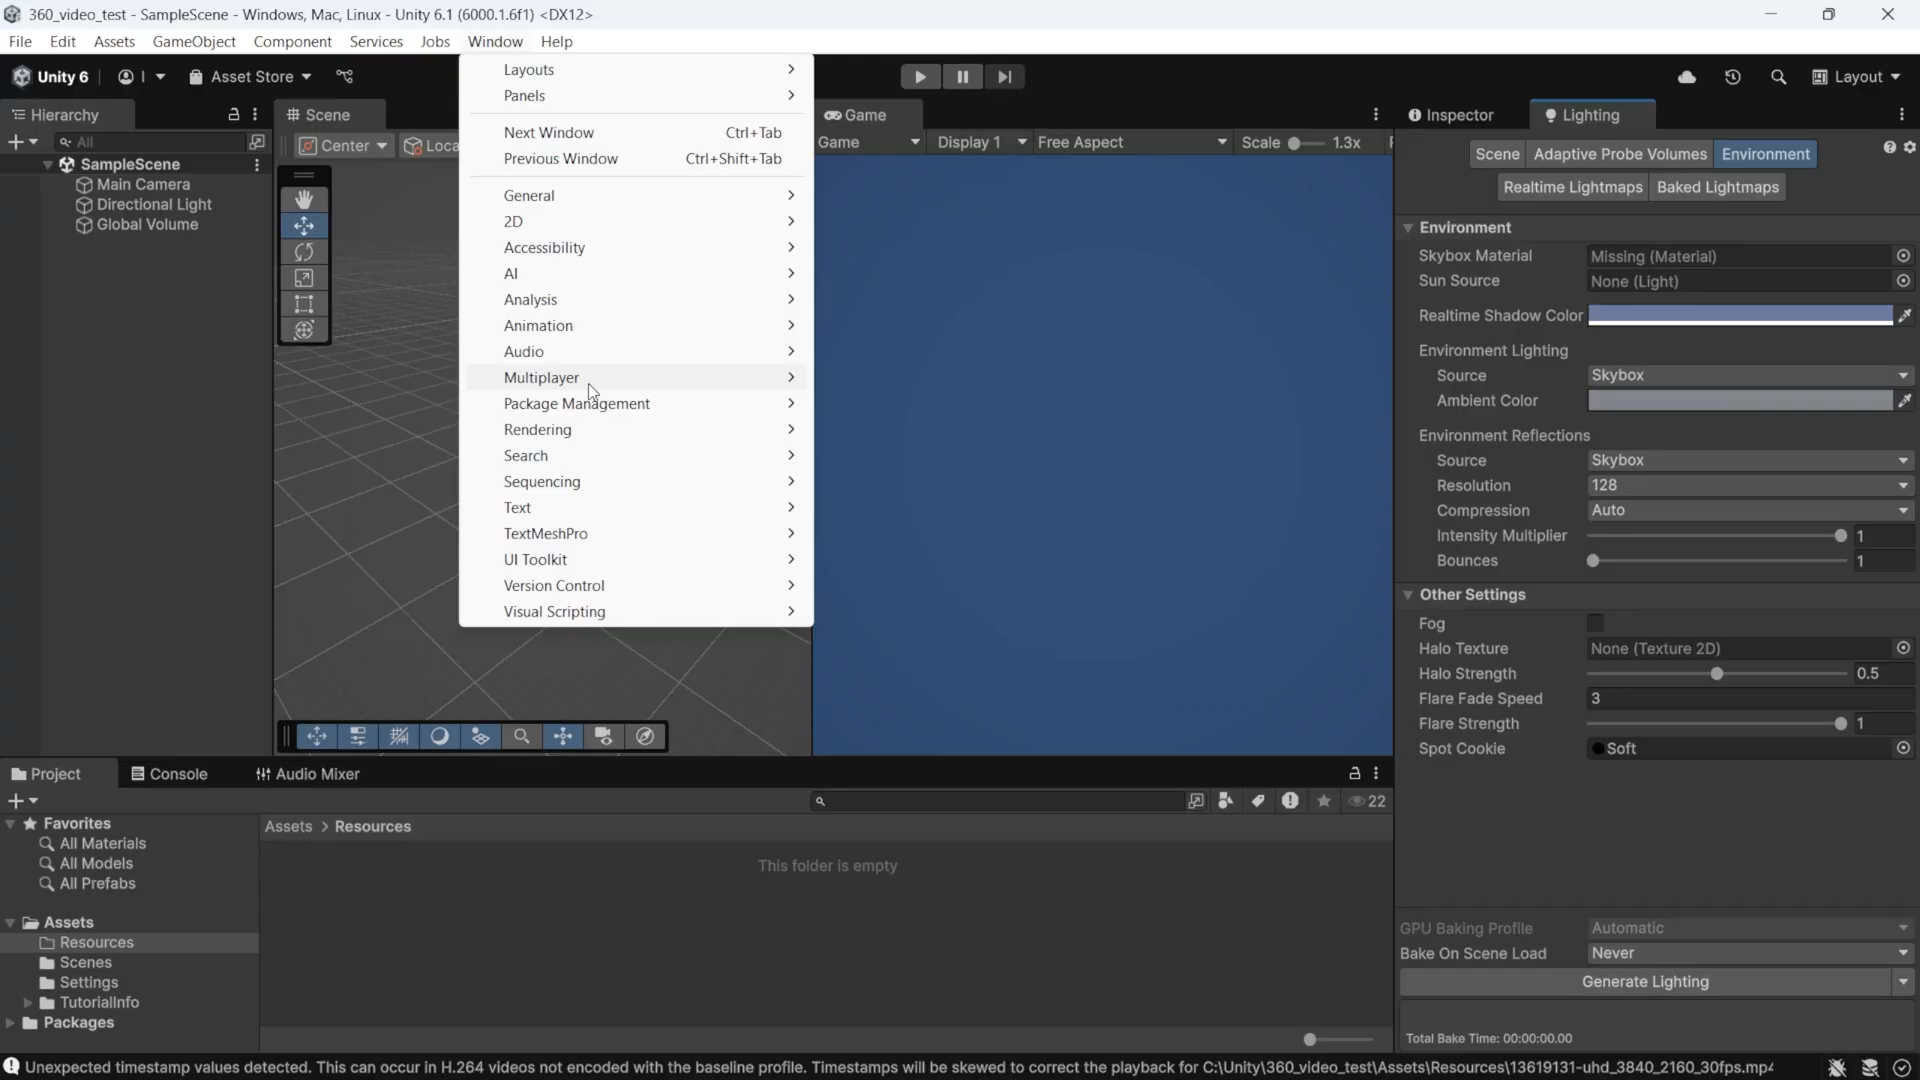 360_video_test - SampleScene - Windows, Mac, Linux - Unity 6.1 (6000.1.6f1) <DX12>
File Edit Assets GameObject Component Services Jobs Window Help
Unity 6 I Asset Store Layout
Hierarchy
All
SampleScene
Main Camera
Directional Light
Global Volume
Scene
Center Loca
Layouts
Panels
Next Window Ctrl+Tab
Previous Window Ctrl+Shift+Tab
General
2D
Accessibility
AI
Analysis
Animation
Audio
Multiplayer
Package Management
Rendering
Search
Sequencing
Text
TextMeshPro
UI Toolkit
Version Control
Visual Scripting
Game
Game Display 1 Free Aspect Scale 1.3x
Inspector Lighting
Scene Adaptive Probe Volumes Environment
Realtime Lightmaps Baked Lightmaps
Environment
Skybox Material Missing (Material)
Sun Source None (Light)
Realtime Shadow Color
Environment Lighting
Source Skybox
Ambient Color
Environment Reflections
Source Skybox
Resolution 128
Compression Auto
Intensity Multiplier 1
Bounces 1
Other Settings
Fog
Halo Texture None (Texture 2D)
Halo Strength 0.5
Flare Fade Speed 3
Flare Strength 1
Spot Cookie Soft
GPU Baking Profile Automatic
Bake On Scene Load Never
Generate Lighting
Total Bake Time: 00:00:00.00
Project Console Audio Mixer
22
Favorites
All Materials
All Models
All Prefabs
Assets
Resources
Scenes
Settings
TutorialInfo
Packages
Assets > Resources
This folder is empty
Unexpected timestamp values detected. This can occur in H.264 videos not encoded with the baseline profile. Timestamps will be skewed to correct the playback for C:\Unity\360_video_test\Assets\Resources\13619131-uhd_3840_2160_30fps.mp4